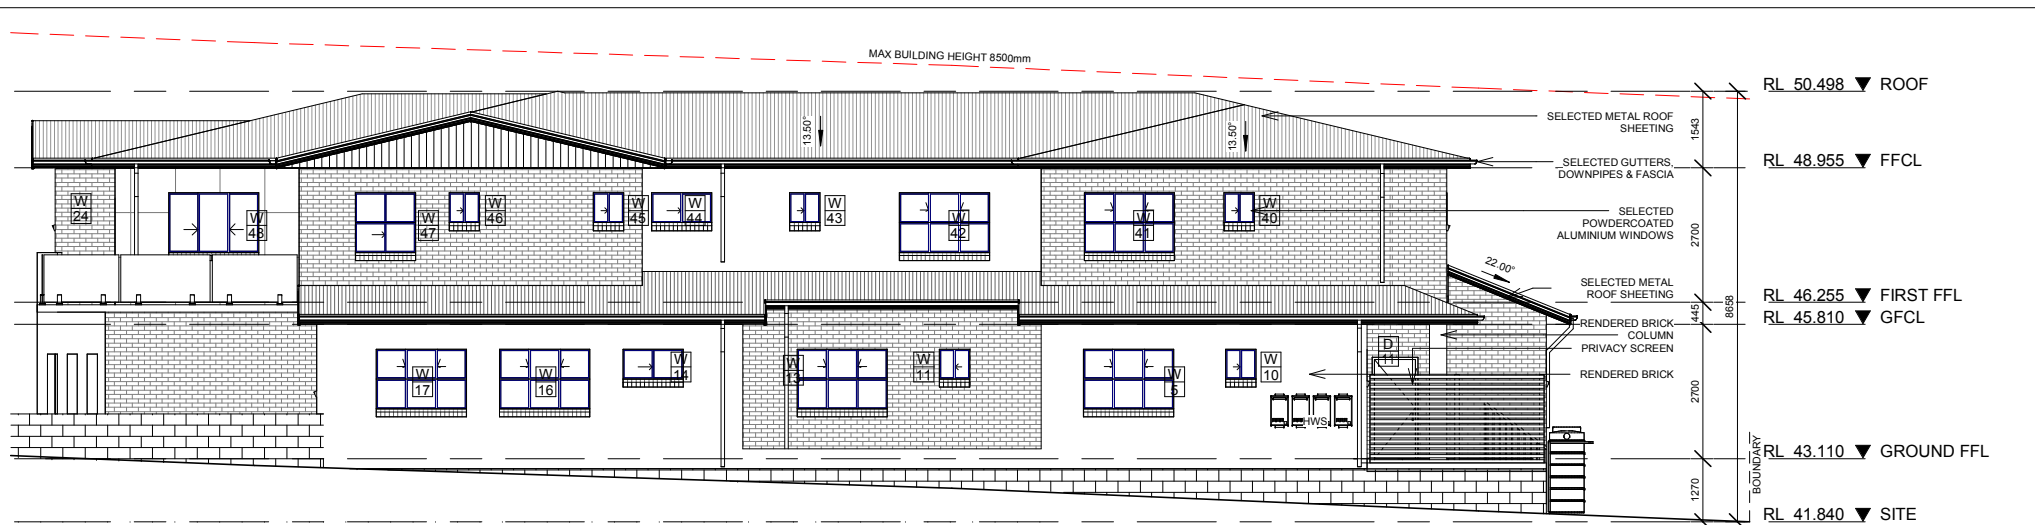 MAX BUILDING HEIGHT 8500mm
RL 50.498 ROOF
SELECTED METAL ROOF
SHEETING
13.50°
13.50°
1543
SELECTED GUTTERS,
DOWNPIPES & FASCIA
RL 48.955 FFCL
W
24
W
48
W
47
W
46
W
45
W
44
W
43
W
42
W
41
W
40
SELECTED
POWDERCOATED
ALUMINIUM WINDOWS
2700
22.00°
SELECTED METAL
ROOF SHEETING
RL 46.255 FIRST FFL
445
8658
RL 45.810 GFCL
RENDERED BRICK
COLUMN
PRIVACY SCREEN
RENDERED BRICK
W
17
W
16
W
14
W
13
W
11
W
5
W
10
D
11
HWS
2700
RL 43.110 GROUND FFL
BOUNDARY
1270
RL 41.840 SITE